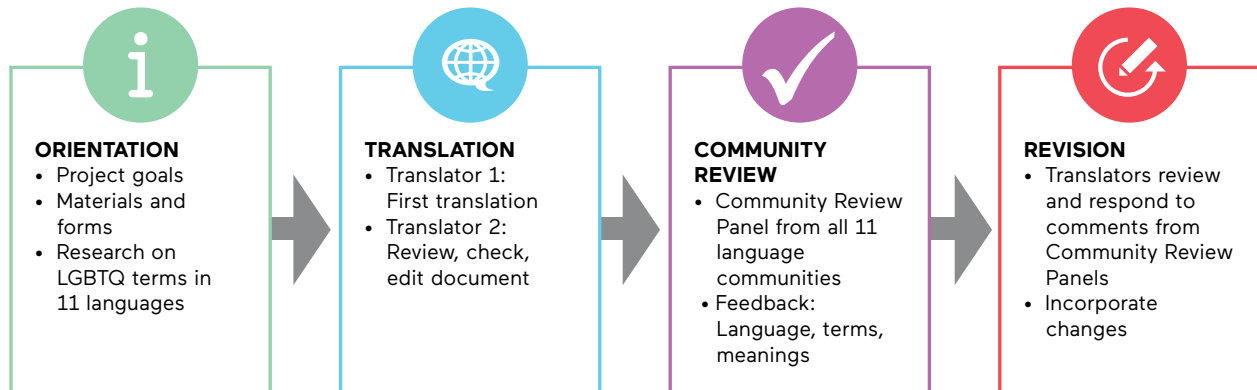 ORIENTATION
• Project goals
• Materials and
forms
• Research on
LGBTQ terms in
11 languages
TRANSLATION
• Translator 1:
First translation
• Translator 2:
Review, check,
edit document
COMMUNITY
REVIEW
• Community Review
Panel from all 11
language
communities
• Feedback:
Language, terms,
meanings
REVISION
• Translators review
and respond to
comments from
Community Review
Panels
• Incorporate
changes